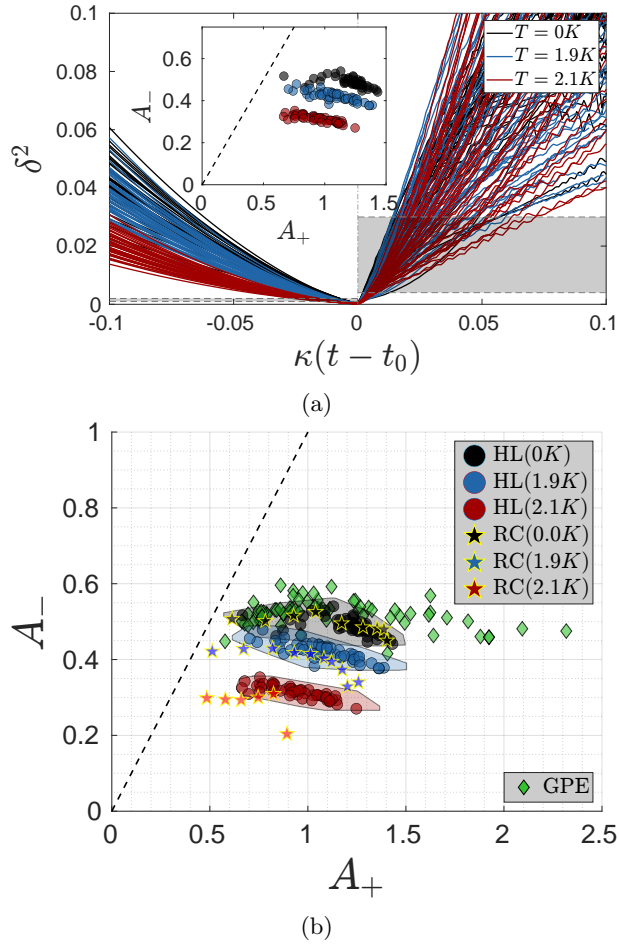 0.1
0.08
0.06
0.04
0.02
0
δ²
-0.1 -0.05 0 0.05 0.1
κ(t − t₀)
T = 0K
T = 1.9K
T = 2.1K
0.6
0.4
0.2
0
A₋
0 0.5 1 1.5
A₊
(a)
1
0.8
0.6
0.4
0.2
0
A₋
0 0.5 1 1.5 2 2.5
A₊
HL(0K)
HL(1.9K)
HL(2.1K)
RC(0.0K)
RC(1.9K)
RC(2.1K)
GPE
(b)